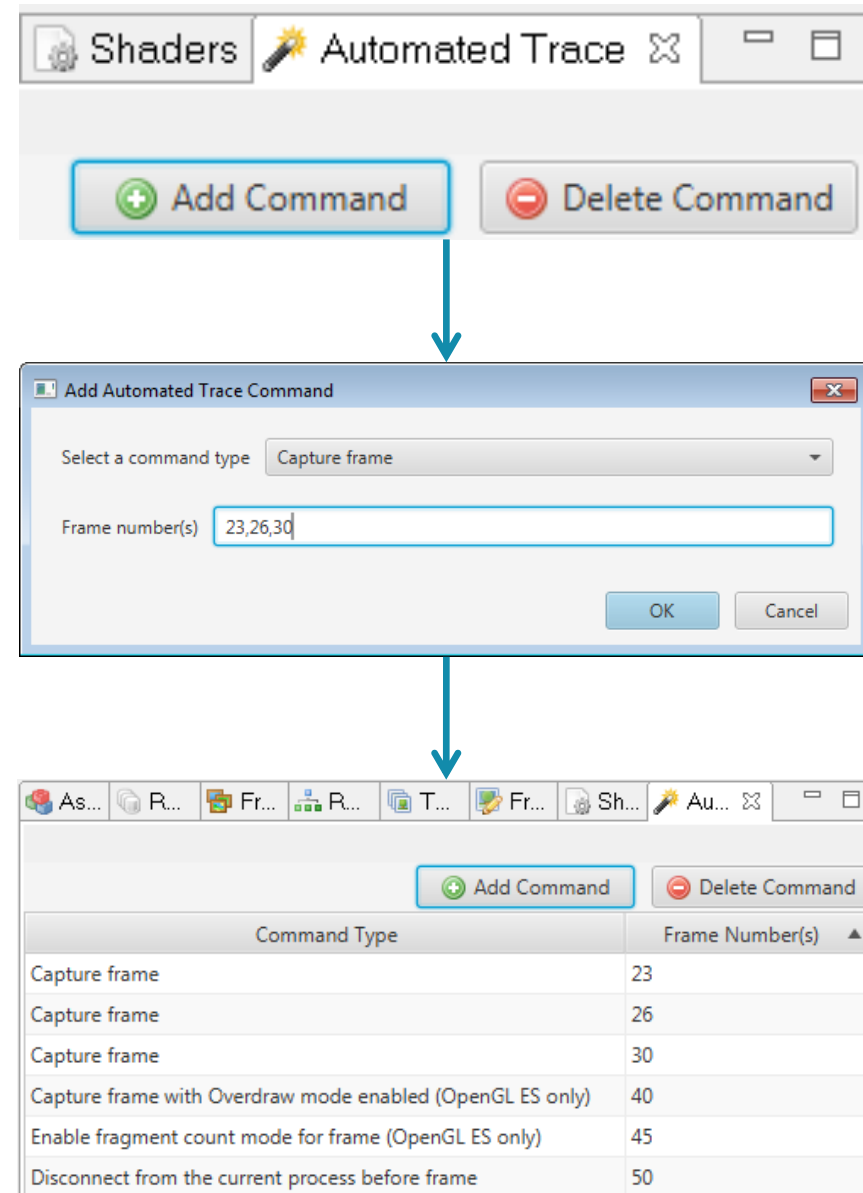 Shaders Automated Trace
Add Command Delete Command
Add Automated Trace Command
Select a command type Capture frame
Frame number(s) 23,26,30
OK Cancel
As... R... Fr... R... T... Fr... Sh... Au...
Add Command Delete Command
Command Type Frame Number(s)
Capture frame 23
Capture frame 26
Capture frame 30
Capture frame with Overdraw mode enabled (OpenGL ES only) 40
Enable fragment count mode for frame (OpenGL ES only) 45
Disconnect from the current process before frame 50